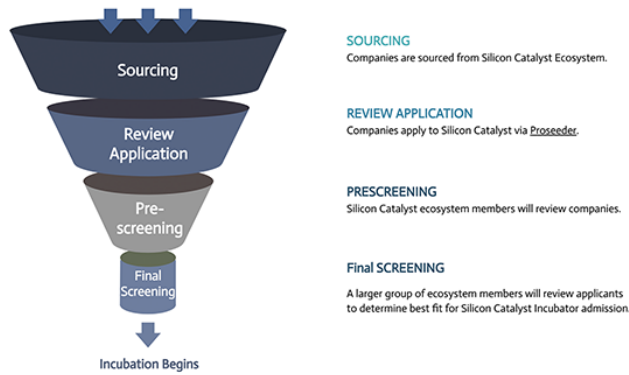 Sourcing
Review
Application
Pre-
screening
Final
Screening
Incubation Begins
SOURCING
Companies are sourced from Silicon Catalyst Ecosystem.
REVIEW APPLICATION
Companies apply to Silicon Catalyst via Proseeder.
PRESCREENING
Silicon Catalyst ecosystem members will review companies.
Final SCREENING
A larger group of ecosystem members will review applicants
to determine best fit for Silicon Catalyst Incubator admission.